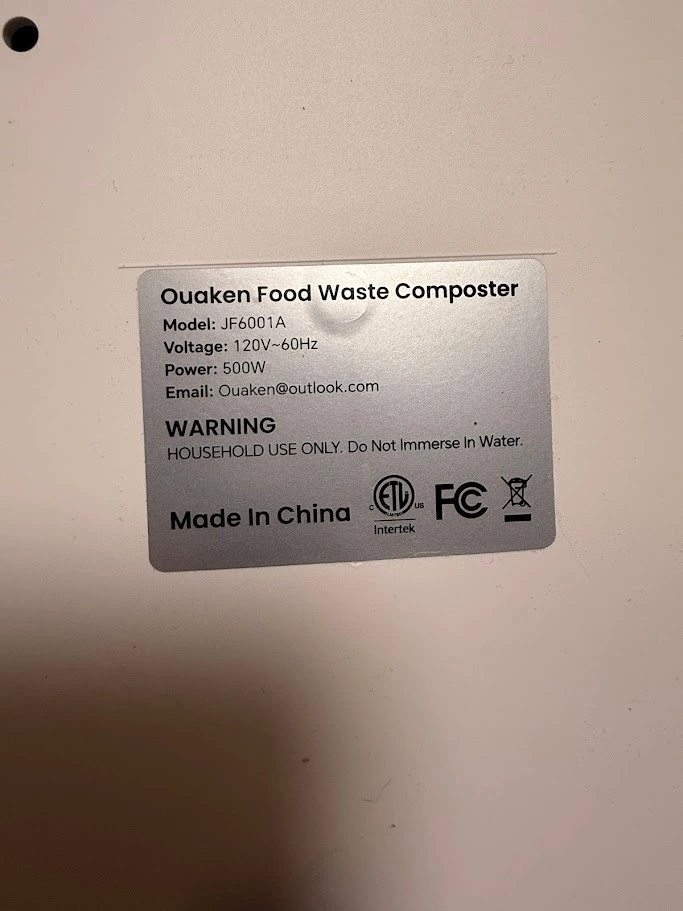 Ouaken Food Waste Composter
Model: JF6001A
Voltage: 120V~60Hz
Power: 500W
Email: Ouaken@outlook.com
WARNING
HOUSEHOLD USE ONLY. Do Not Immerse In Water.
Made In China
C ETL US
Intertek
FC